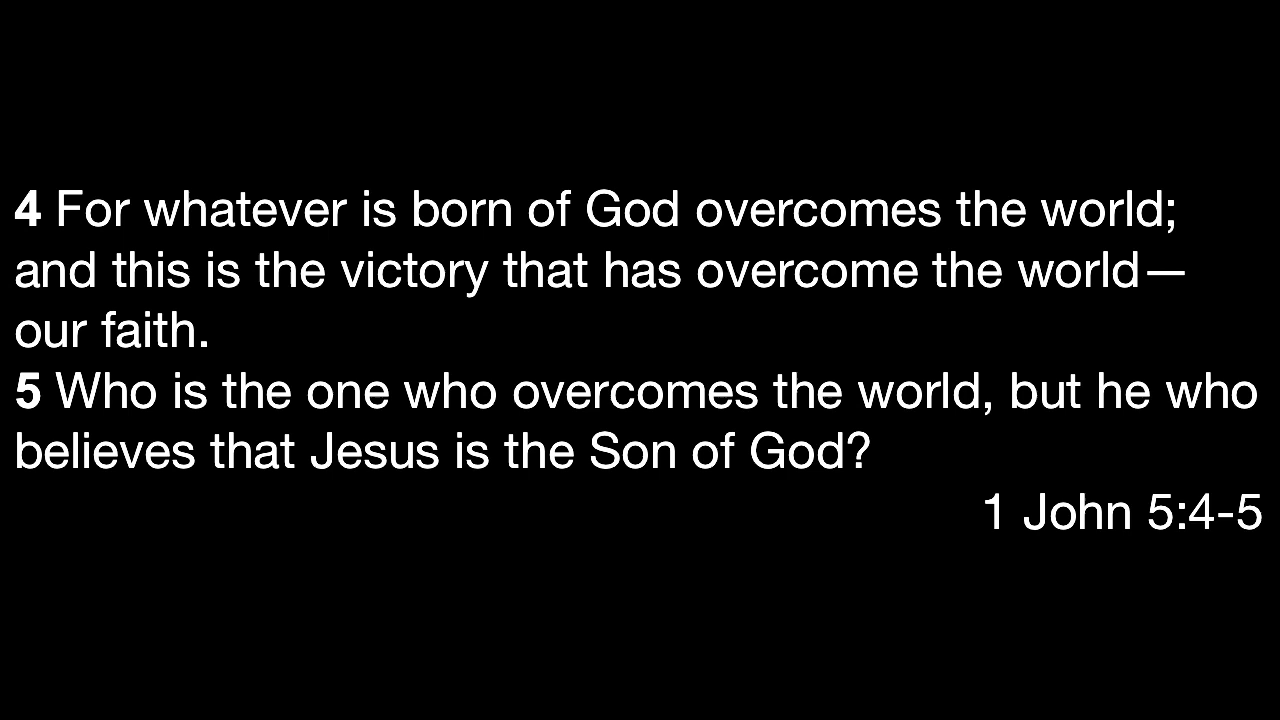 4 For whatever is born of God overcomes the world;
and this is the victory that has overcome the world—
our faith.
5 Who is the one who overcomes the world, but he who
believes that Jesus is the Son of God?
1 John 5:4-5